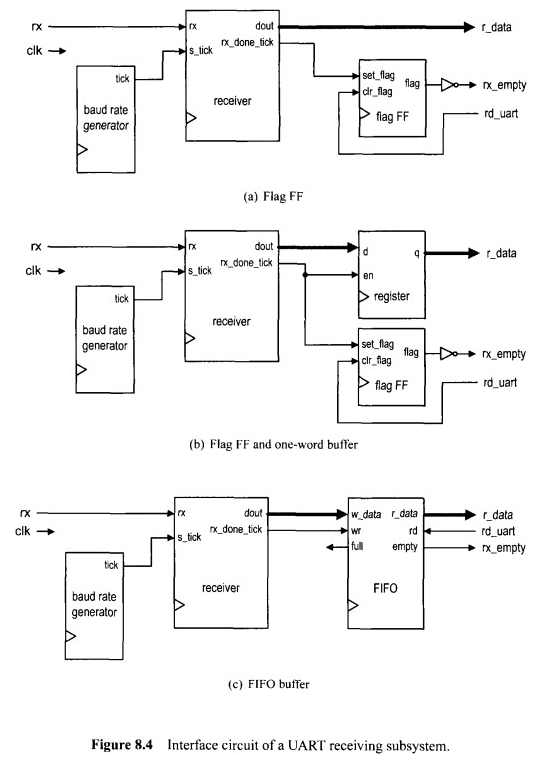 rx
clk
rx
s_tick
dout
rx_done_tick
receiver
tick
baud rate
generator
set_flag
clr_flag
flag
flag FF
r_data
rx_empty
rd_uart
(a) Flag FF
rx
clk
rx
s_tick
dout
rx_done_tick
receiver
tick
baud rate
generator
d
q
en
register
set_flag
clr_flag
flag
flag FF
r_data
rx_empty
rd_uart
(b) Flag FF and one-word buffer
rx
clk
rx
s_tick
dout
rx_done_tick
receiver
tick
baud rate
generator
w_data
r_data
wr
rd
full
empty
FIFO
r_data
rd_uart
rx_empty
(c) FIFO buffer
Figure 8.4 Interface circuit of a UART receiving subsystem.